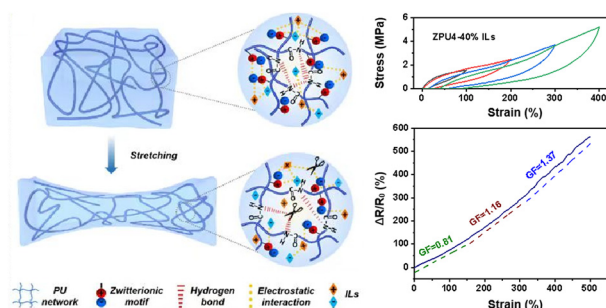 Stretching
PU network
Zwitterionic motif
Hydrogen bond
Electrostatic interaction
ILs
Stress (MPa)
6
4
2
0
ZPU4-40% ILs
0 100 200 300 400
Strain (%)
ΔR/R₀ (%)
600
500
400
300
200
100
0
GF=0.81
GF=1.16
GF=1.37
0 100 200 300 400 500
Strain (%)